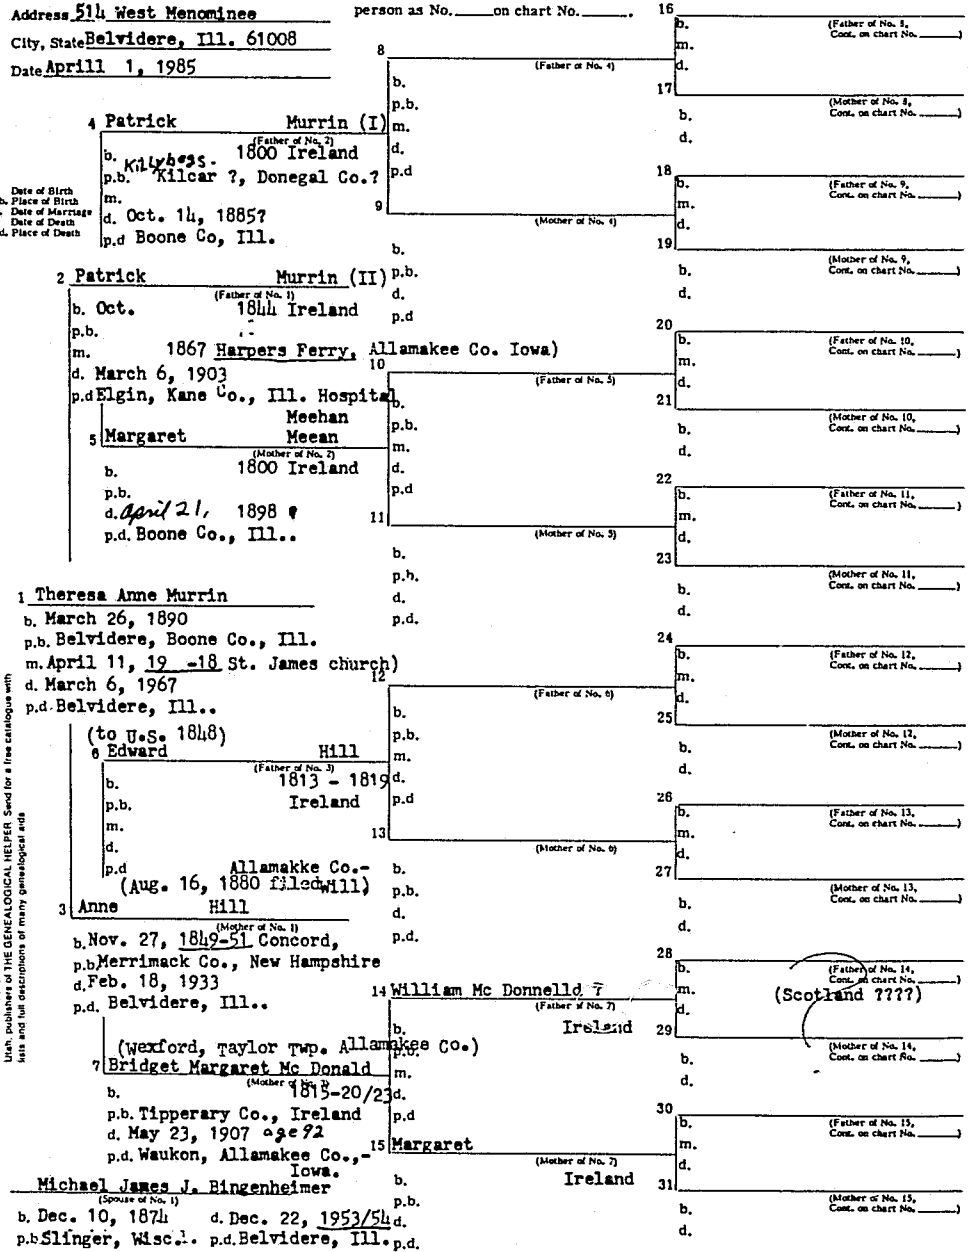 Address 514 West Menominee
City, State Belvidere, Ill. 61008
Date Aprill 1, 1985
person as No. ____ on chart No. ____.
Date of Birth
b. Place of Birth
Date of Marriage
Date of Death
d. Place of Death
4 Patrick Murrin (I)
(Father of No. 2)
b. 1800 Ireland
Killybegs.
p.b. Kilcar ?, Donegal Co.?
m.
d. Oct. 14, 1885?
p.d Boone Co, Ill.
2 Patrick Murrin (II)
(Father of No. 1)
b. Oct. 1844 Ireland
p.b.
m. 1867 Harpers Ferry, Allamakee Co. Iowa)
d. March 6, 1903
p.d Elgin, Kane Co., Ill. Hospital
Meehan
5 Margaret Meean
(Mother of No. 2)
b. 1800 Ireland
p.b.
d. April 21, 1898
p.d. Boone Co., Ill..
1 Theresa Anne Murrin
b. March 26, 1890
p.b. Belvidere, Boone Co., Ill.
m. April 11, 19 -18 St. James church)
d. March 6, 1967
p.d. Belvidere, Ill..
(to U.S. 1848)
6 Edward Hill
(Father of No. 3)
b. 1813 - 1819
p.b. Ireland
m.
d.
p.d Allamakke Co.-
(Aug. 16, 1880 filed will)
3 Anne Hill
(Mother of No. 1)
b. Nov. 27, 1849-51 Concord,
p.b Merrimack Co., New Hampshire
d. Feb. 18, 1933
p.d. Belvidere, Ill..
(Wexford, Taylor Twp. Allamakee Co.)
7 Bridget Margaret Mc Donald
(Mother of No. 3)
b. 1815-20/23
p.b. Tipperary Co., Ireland
d. May 23, 1907 age 92
p.d. Waukon, Allamakee Co.,-
Iowa.
Michael James J. Bingenheimer
(Spouse of No. 1)
b. Dec. 10, 1874 d. Dec. 22, 1953/54
p.b Slinger, Wisc.. p.d. Belvidere, Ill.
Utah, publishers of THE GENEALOGICAL HELPER. Send for a free catalogue with
lists and full descriptions of many genealogical aids
8
(Father of No. 4)
b.
p.b.
m.
d.
p.d
9
(Mother of No. 4)
b.
p.b.
d.
p.d
10
(Father of No. 5)
b.
p.b.
m.
d.
p.d
11
(Mother of No. 5)
b.
p.b.
d.
p.d.
12
(Father of No. 6)
b.
p.b.
m.
d.
p.d
13
(Mother of No. 6)
b.
p.b.
d.
p.d.
14 William Mc Donnelld ?
(Father of No. 7)
b. Ireland
p.b.
m.
d.
p.d
15 Margaret
(Mother of No. 7)
b. Ireland
p.b.
d.
p.d.
16
b. (Father of No. 8,
m. Cont. on chart No. ____)
d.
17
(Mother of No. 8,
b. Cont. on chart No. ____)
d.
18
b. (Father of No. 9,
m. Cont. on chart No. ____)
d.
19
(Mother of No. 9,
b. Cont. on chart No. ____)
d.
20
b. (Father of No. 10,
m. Cont. on chart No. ____)
d.
21
(Mother of No. 10,
b. Cont. on chart No. ____)
d.
22
b. (Father of No. 11,
m. Cont. on chart No. ____)
d.
23
(Mother of No. 11,
b. Cont. on chart No. ____)
d.
24
b. (Father of No. 12,
m. Cont. on chart No. ____)
d.
25
(Mother of No. 12,
b. Cont. on chart No. ____)
d.
26
b. (Father of No. 13,
m. Cont. on chart No. ____)
d.
27
(Mother of No. 13,
b. Cont. on chart No. ____)
d.
28
b. (Father of No. 14,
m. Cont. on chart No. ____)
(Scotland ????)
d.
29
(Mother of No. 14,
b. Cont. on chart No. ____)
d.
30
b. (Father of No. 15,
m. Cont. on chart No. ____)
d.
31
(Mother of No. 15,
b. Cont. on chart No. ____)
d.